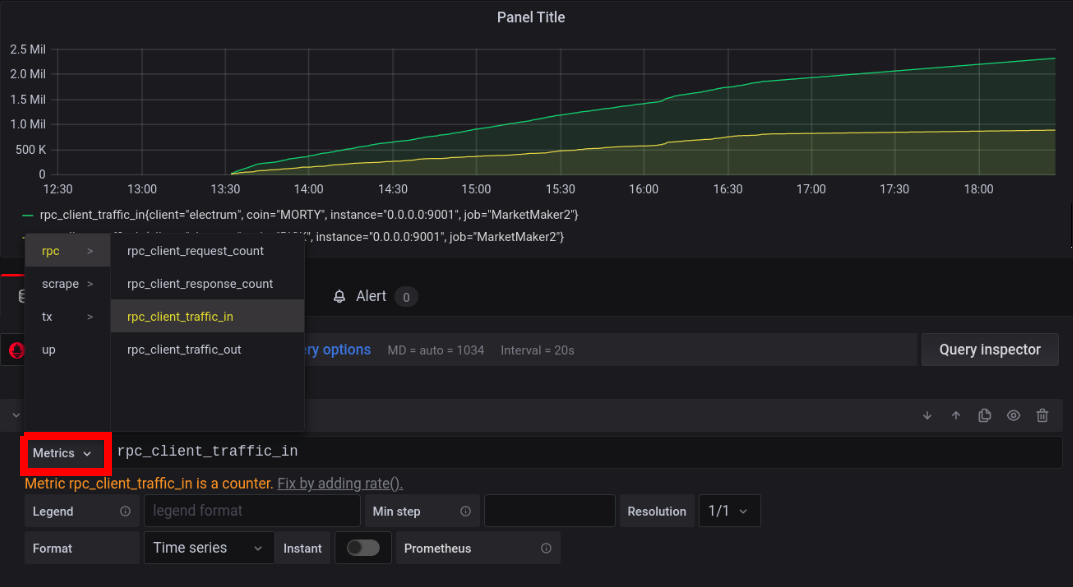 Panel Title
2.5 Mil
2.0 Mil
1.5 Mil
1.0 Mil
500 K
0
12:30 13:00 13:30 14:00 14:30 15:00 15:30 16:00 16:30 17:00 17:30 18:00
rpc_client_traffic_in{client="electrum", coin="MORTY", instance="0.0.0.0:9001", job="MarketMaker2"}
instance="0.0.0.0:9001", job="MarketMaker2"}
rpc > rpc_client_request_count
scrape > rpc_client_response_count
Alert 0
tx > rpc_client_traffic_in
up rpc_client_traffic_out
ry options MD = auto = 1034 Interval = 20s Query inspector
Metrics rpc_client_traffic_in
Metric rpc_client_traffic_in is a counter. Fix by adding rate().
Legend legend format Min step Resolution 1/1
Format Time series Instant Prometheus